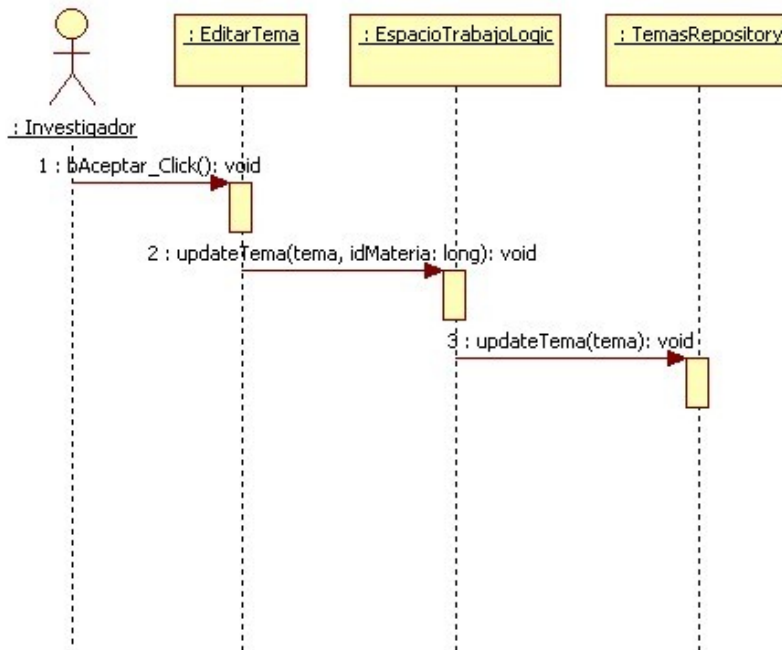 : EditarTema
: EspacioTrabajoLogic
: TemasRepository
: Investigador
1 : bAceptar_Click(): void
2 : updateTema(tema, idMateria: long): void
3 : updateTema(tema): void